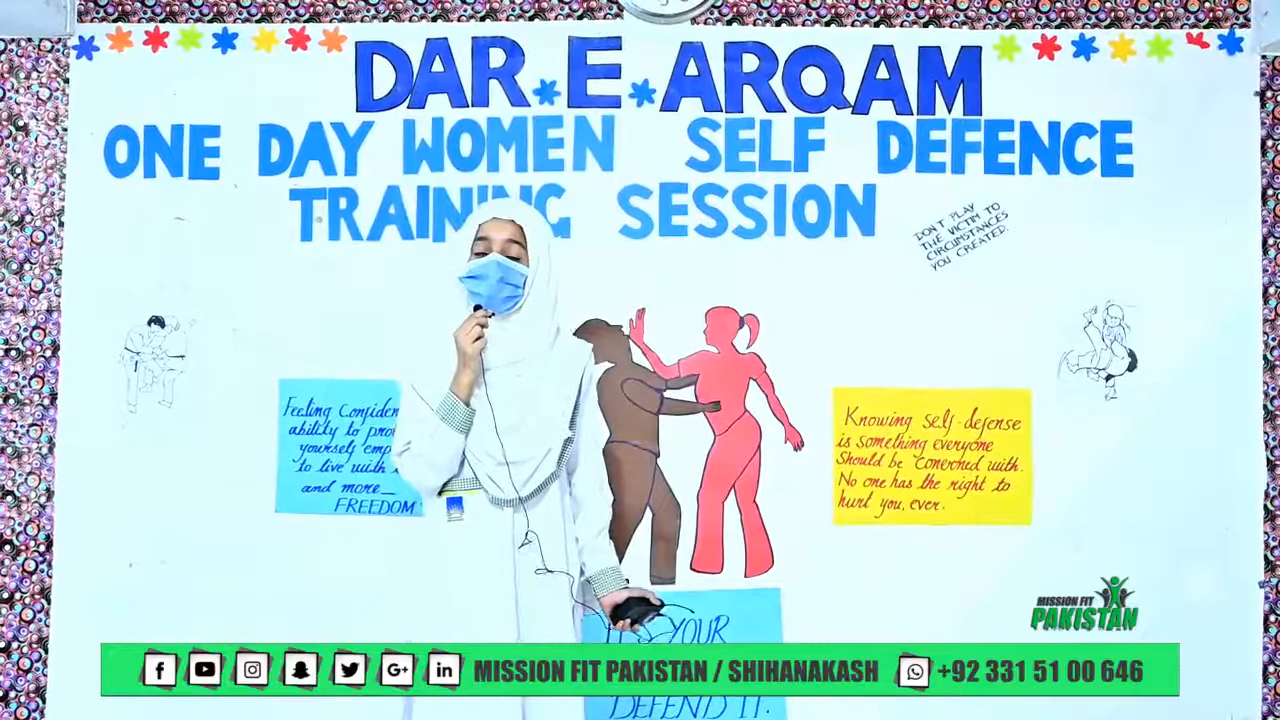 DAR E ARQAM
ONE DAY WOMEN SELF DEFENCE
TRAINING SESSION
DON'T PLAY
THE VICTIM TO
CIRCUMSTANCES
YOU CREATED.
Feeling Confiden
ability to pro
yourself emp
to live with
and more_
FREEDOM
Knowing self-defense
is something everyone
Should be conerned with.
No one has the right to
hurt you, ever.
YOUR
DEFEND IT.
MISSION FIT
PAKISTAN
MISSION FIT PAKISTAN / SHIHANAKASH +92 331 51 00 646